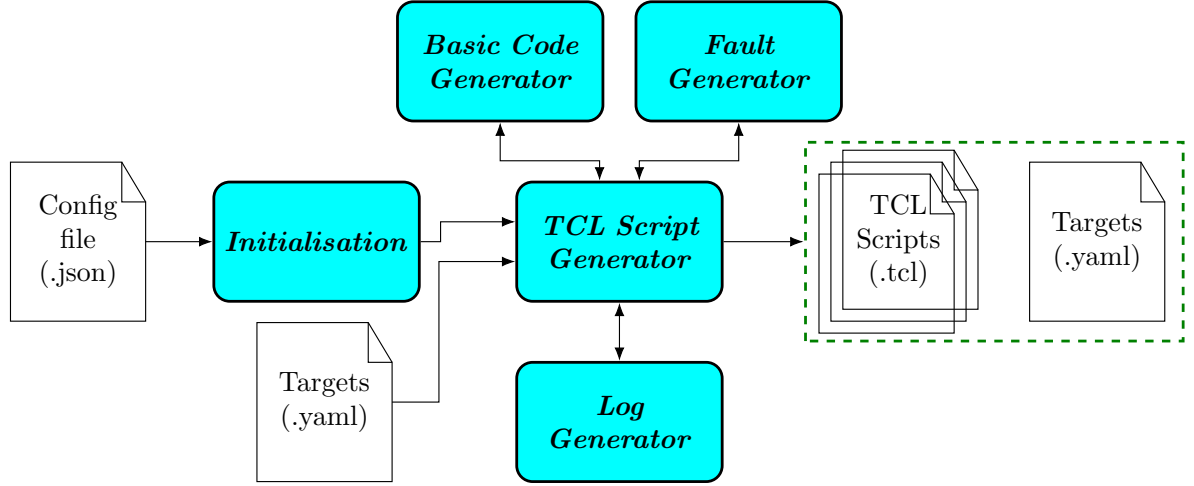 Basic Code
Generator
Fault
Generator
Config
file
(.json)
Initialisation
TCL Script
Generator
TCL
Scripts
(.tcl)
Targets
(.yaml)
Targets
(.yaml)
Log
Generator